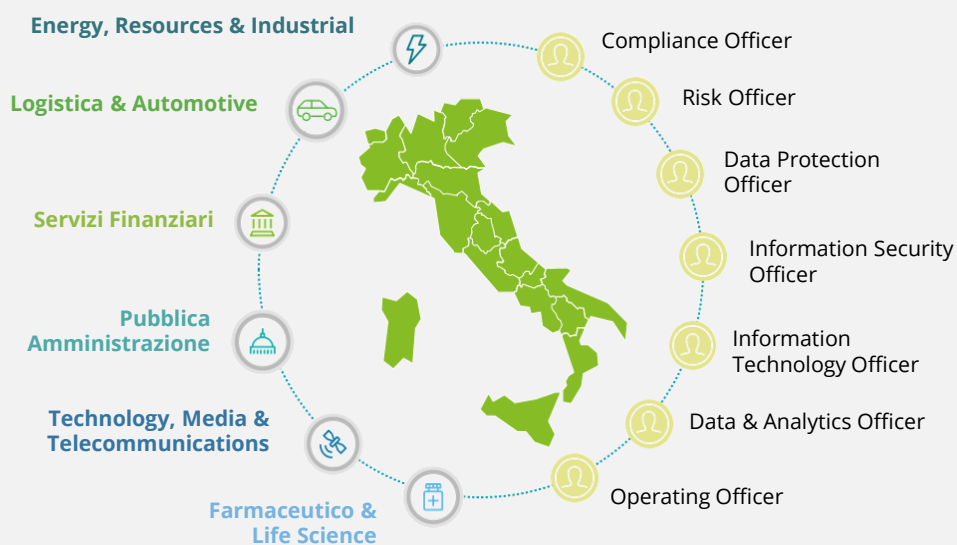 Energy, Resources & Industrial
Logistica & Automotive
Servizi Finanziari
Pubblica
Amministrazione
Technology, Media &
Telecommunications
Farmaceutico &
Life Science
Compliance Officer
Risk Officer
Data Protection
Officer
Information Security
Officer
Information
Technology Officer
Data & Analytics Officer
Operating Officer